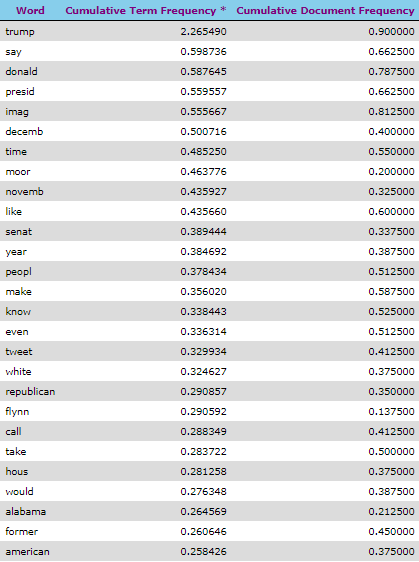 Word Cumulative Term Frequency * Cumulative Document Frequency
trump 2.265490 0.900000
say 0.598736 0.662500
donald 0.587645 0.787500
presid 0.559557 0.662500
imag 0.555667 0.812500
decemb 0.500716 0.400000
time 0.485250 0.550000
moor 0.463776 0.200000
novemb 0.435927 0.325000
like 0.435660 0.600000
senat 0.389444 0.337500
year 0.384692 0.387500
peopl 0.378434 0.512500
make 0.356020 0.587500
know 0.338443 0.525000
even 0.336314 0.512500
tweet 0.329934 0.412500
white 0.324627 0.375000
republican 0.290857 0.350000
flynn 0.290592 0.137500
call 0.288349 0.412500
take 0.283722 0.500000
hous 0.281258 0.375000
would 0.276348 0.387500
alabama 0.264569 0.212500
former 0.260646 0.450000
american 0.258426 0.375000